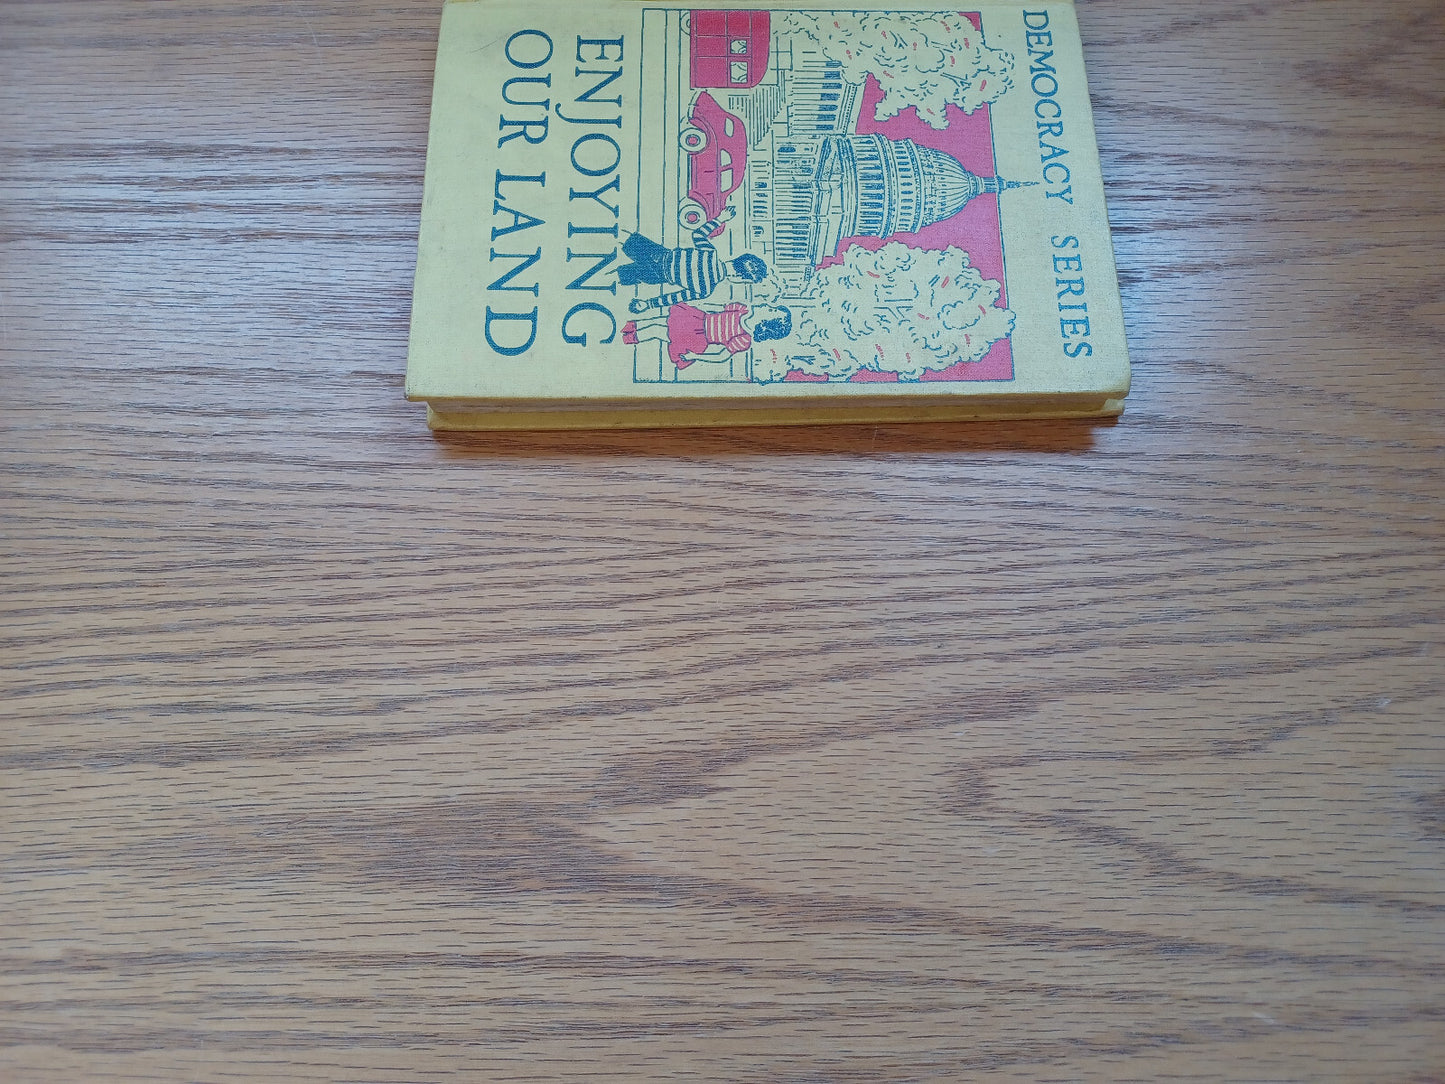 DEMOCRACY SERIES
ENJOYING
OUR LAND